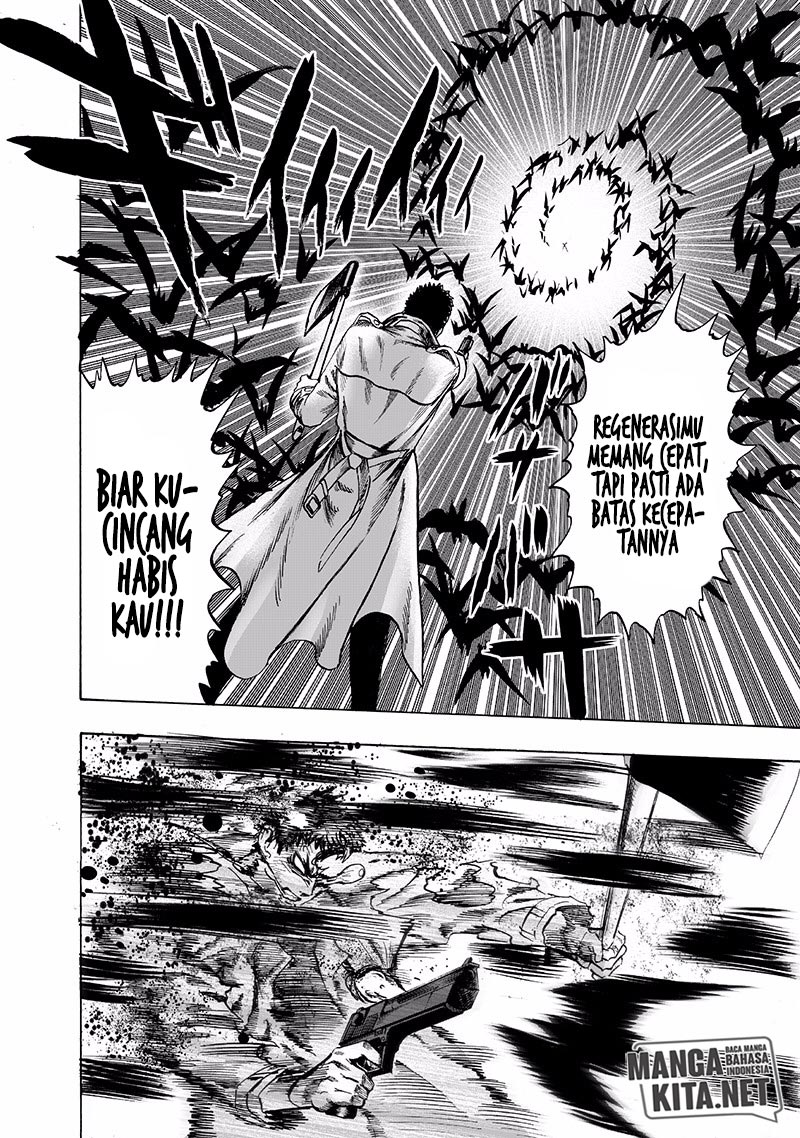 REGENERASIMU
MEMANG CEPAT,
TAPI PASTI ADA
BATAS KECEPA-
TANNYA
BIAR KU-
CINCANG
HABIS
KAU!!!
MANGA
BACA MANGA
BAHASA
INDONESIA
KITA.NET